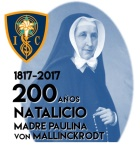 I C
1817-2017
200 AÑOS
NATALICIO
MADRE PAULINA
VON MALLINCKRODT